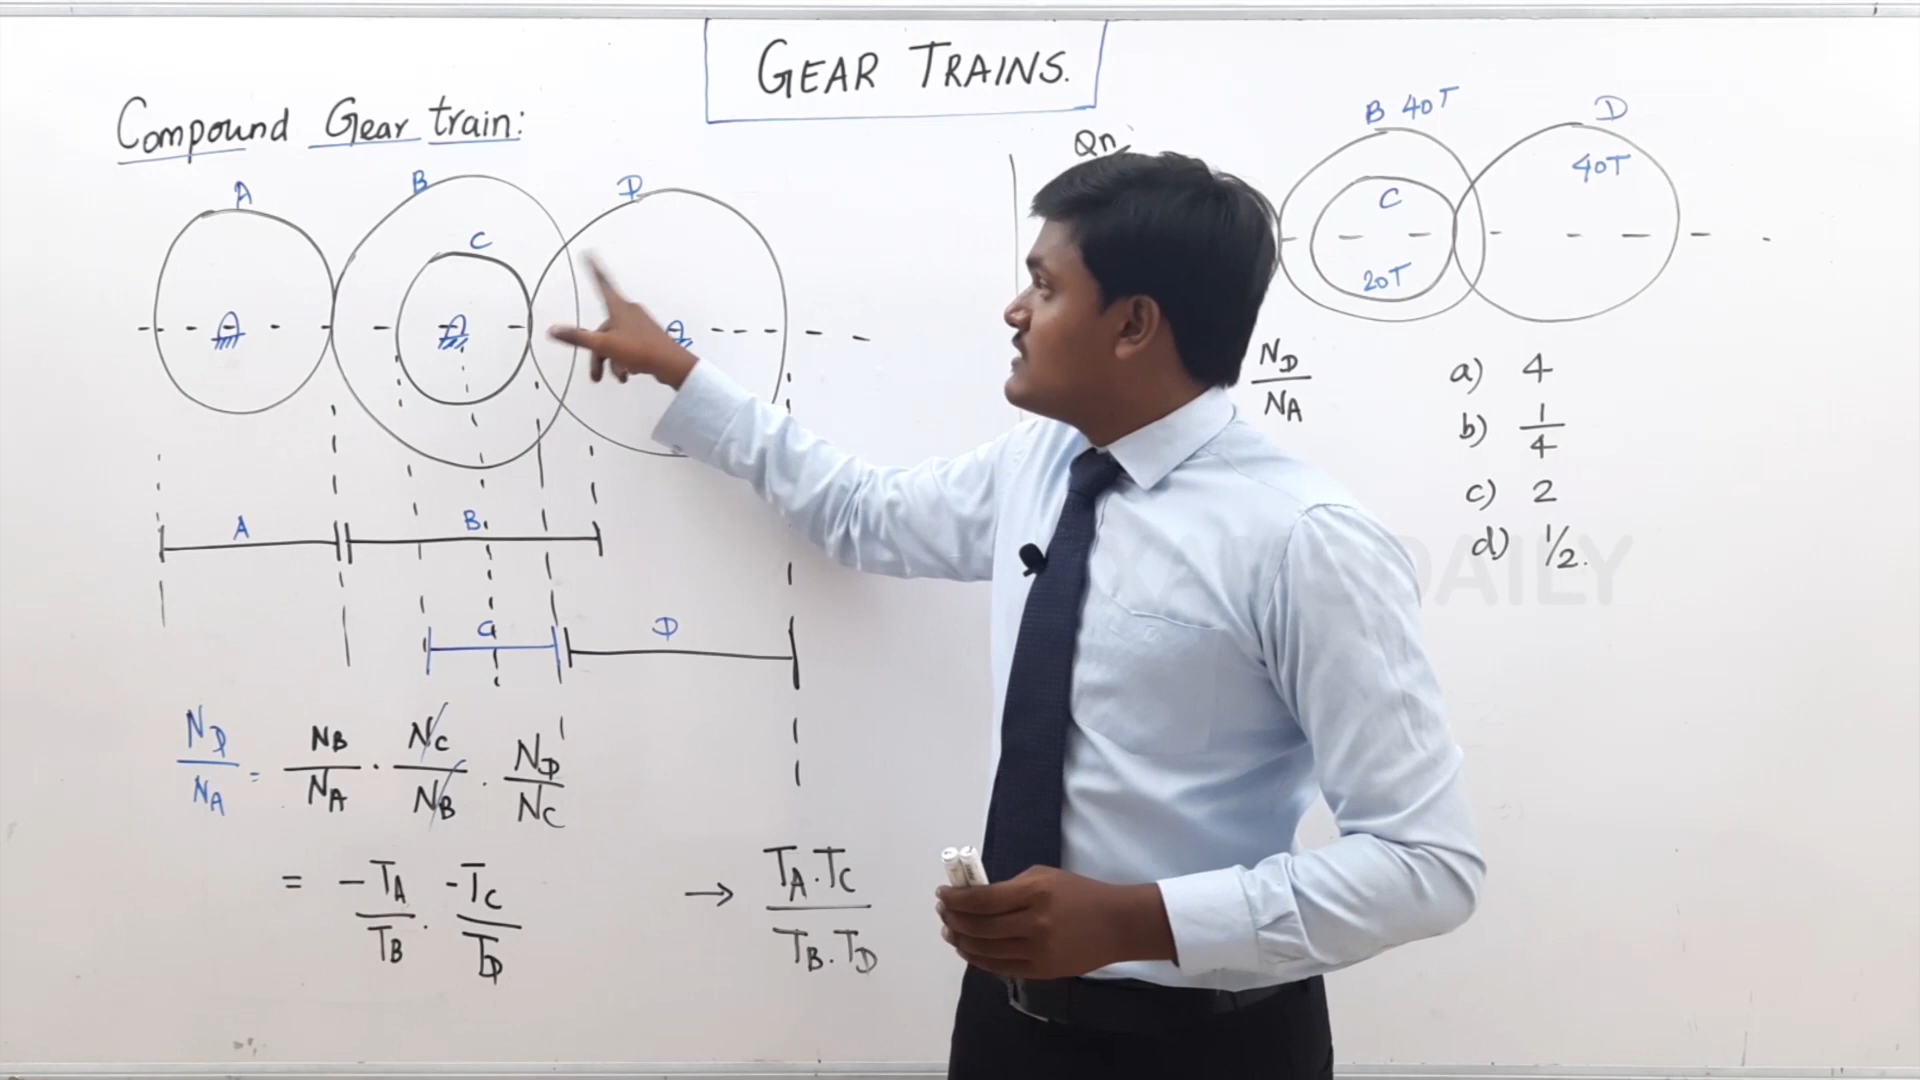 GEAR TRAINS.
Compound Gear train:
A
B
C
D
A
B
C
D
N_D/N_A = N_B/N_A · N_C/N_B · N_D/N_C
= -T_A/T_B · -T_C/T_D → T_A.T_C/T_B.T_D
Qn
B 40T
D
40T
C
20T
N_D/N_A
a) 4
b) 1/4
c) 2
d) 1/2.